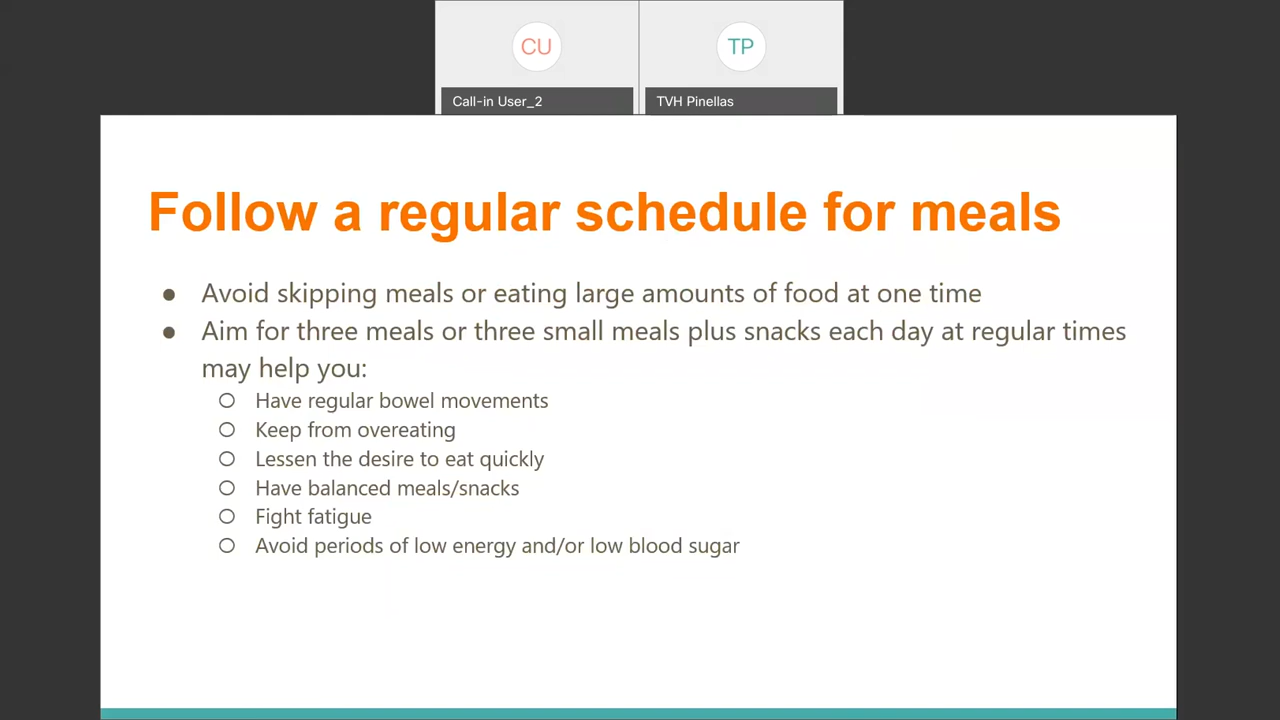 CU
TP
Call-in User_2
TVH Pinellas
Follow a regular schedule for meals
● Avoid skipping meals or eating large amounts of food at one time
● Aim for three meals or three small meals plus snacks each day at regular times
may help you:
○ Have regular bowel movements
○ Keep from overeating
○ Lessen the desire to eat quickly
○ Have balanced meals/snacks
○ Fight fatigue
○ Avoid periods of low energy and/or low blood sugar